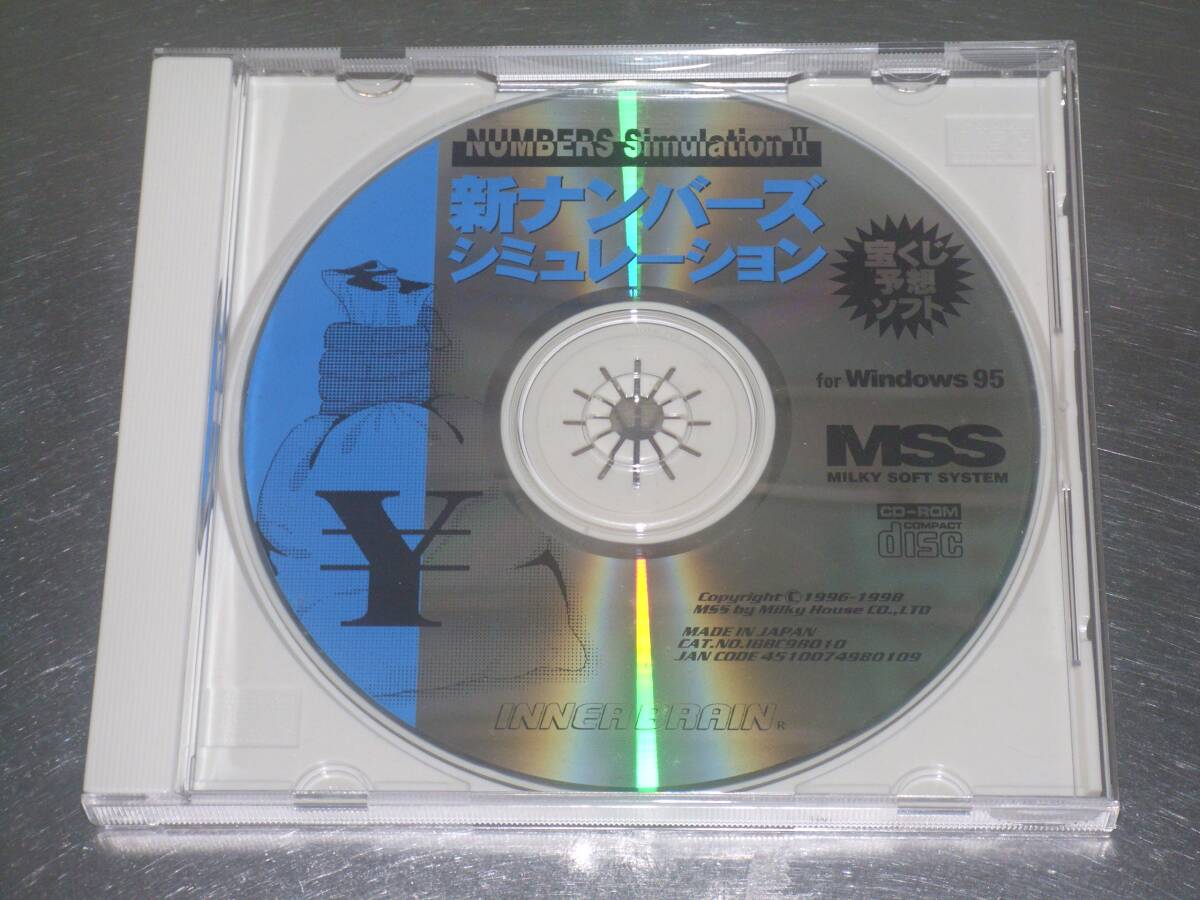 NUMBERS Simulation II
新ナンバーズ
シミュレーション
宝くじ
予想
ソフト
for Windows 95
MSS
MILKY SOFT SYSTEM
CD-ROM
COMPACT
disc
¥
Copyright © 1996-1998
MSS by Milky House CO.,LTD
MADE IN JAPAN
CAT.NO.IBBC98010
JAN CODE 4510074980109
INNER BRAIN ®